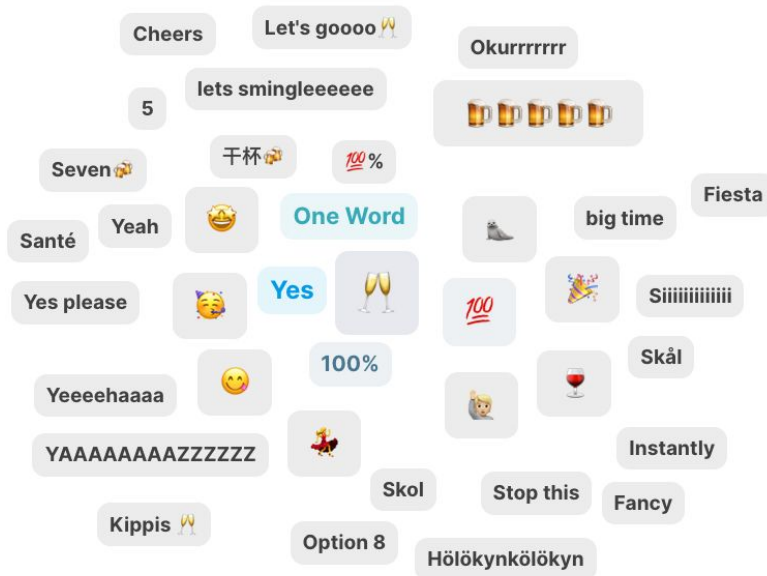 Cheers
Let's goooo🥂
Okurrrrrrr
lets smingleeeeee
5
🍺🍺🍺🍺🍺
Seven🍻
干杯🍻
💯%
Fiesta
🤩
One Word
🦭
big time
Santé
Yeah
Yes please
🥳
Yes
🥂
💯
🎉
Siiiiiiiiiiiii
100%
Skål
Yeeeehaaaa
😋
🙋🏼
🍷
YAAAAAAAAZZZZZZ
💃
Instantly
Skol
Stop this
Fancy
Kippis 🥂
Option 8
Hölökynkölökyn